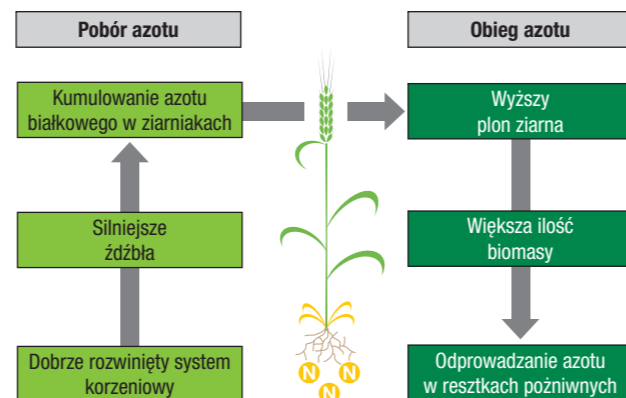 Pobór azotu
Kumulowanie azotu
białkowego w ziarniakach
Silniejsze
źdźbła
Dobrze rozwinięty system
korzeniowy
N
N
N
Obieg azotu
Wyższy
plon ziarna
Większa ilość
biomasy
Odprowadzanie azotu
w resztkach pożniwnych